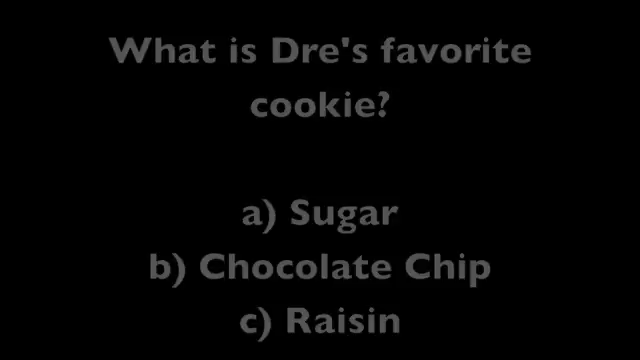 What is Dre's favorite
cookie?
a) Sugar
b) Chocolate Chip
c) Raisin